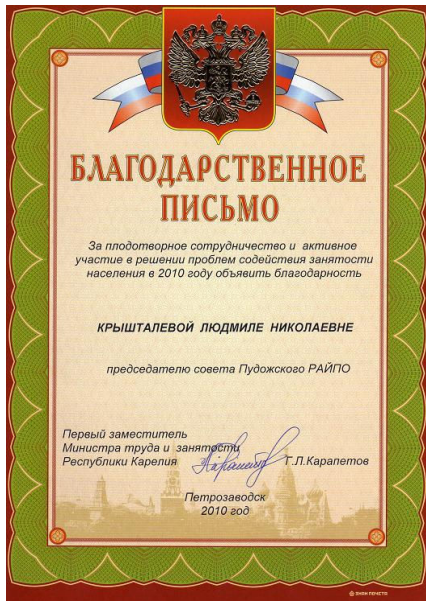 БЛАГОДАРСТВЕННОЕ
ПИСЬМО
За плодотворное сотрудничество и активное
участие в решении проблем содействия занятости
населения в 2010 году объявить благодарность
КРЫШТАЛЕВОЙ ЛЮДМИЛЕ НИКОЛАЕВНЕ
председателю совета Пудожского РАЙПО
Первый заместитель
Министра труда и занятости
Республики Карелия Г.Л.Карапетов
Петрозаводск
2010 год